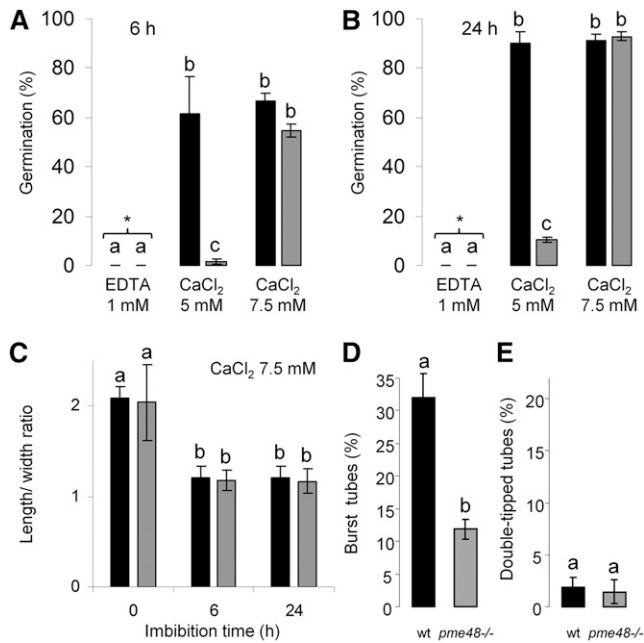 A
6 h
Germination (%)
100
80
60
40
20
0
*
a a
b
c
b
b
EDTA 1 mM
CaCl₂ 5 mM
CaCl₂ 7.5 mM
B
24 h
Germination (%)
100
80
60
40
20
0
*
a a
b
c
b b
EDTA 1 mM
CaCl₂ 5 mM
CaCl₂ 7.5 mM
C
CaCl₂ 7.5 mM
Length/ width ratio
2
1
0
a a
b b
b b
0 6 24
Imbibition time (h)
D
Burst tubes (%)
35
30
25
20
15
10
5
0
a
b
wt pme48-/-
E
Double-tipped tubes (%)
20
15
10
5
0
a a
wt pme48-/-